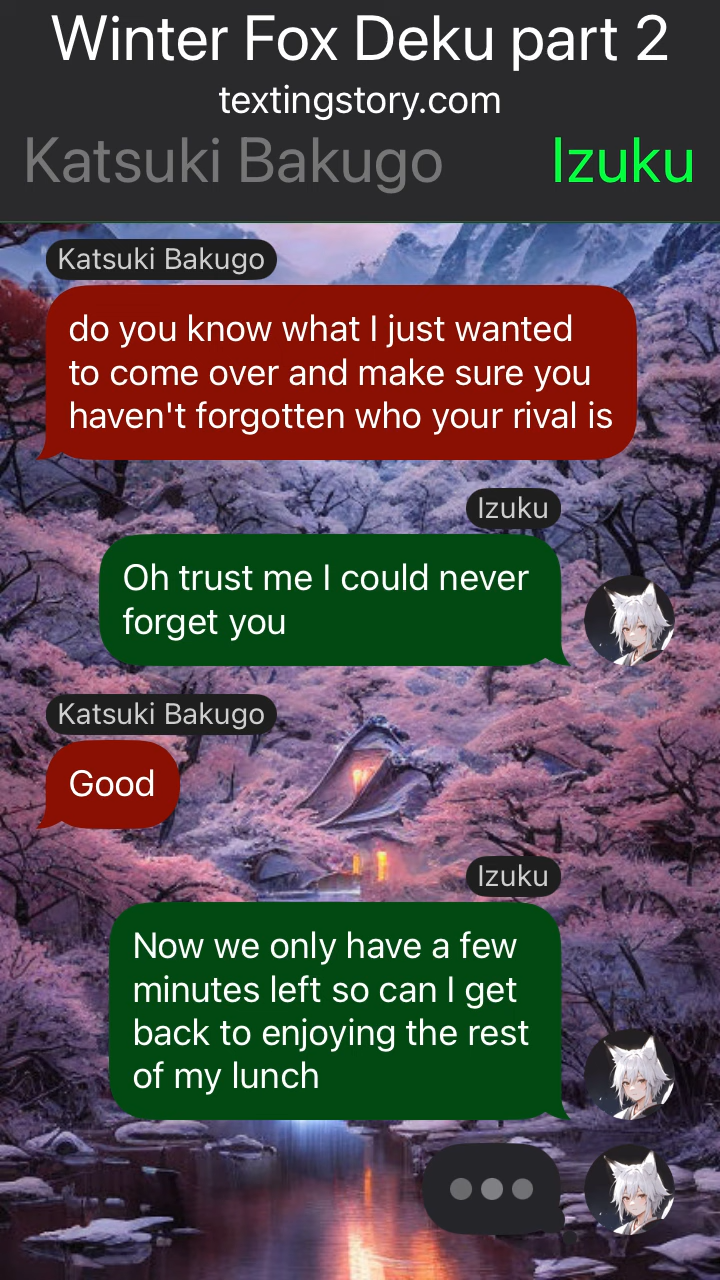 Winter Fox Deku part 2
textingstory.com
Katsuki Bakugo Izuku
Katsuki Bakugo
do you know what I just wanted
to come over and make sure you
haven't forgotten who your rival is
Izuku
Oh trust me I could never
forget you
Katsuki Bakugo
Good
Izuku
Now we only have a few
minutes left so can I get
back to enjoying the rest
of my lunch